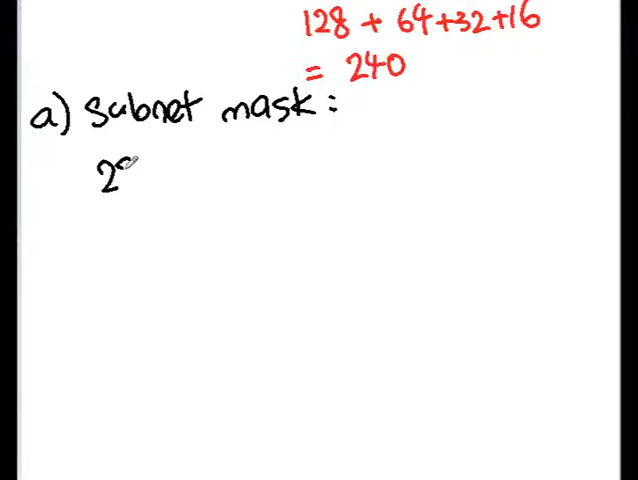 128 + 64+32+16
= 240
a) Subnet mask :
2